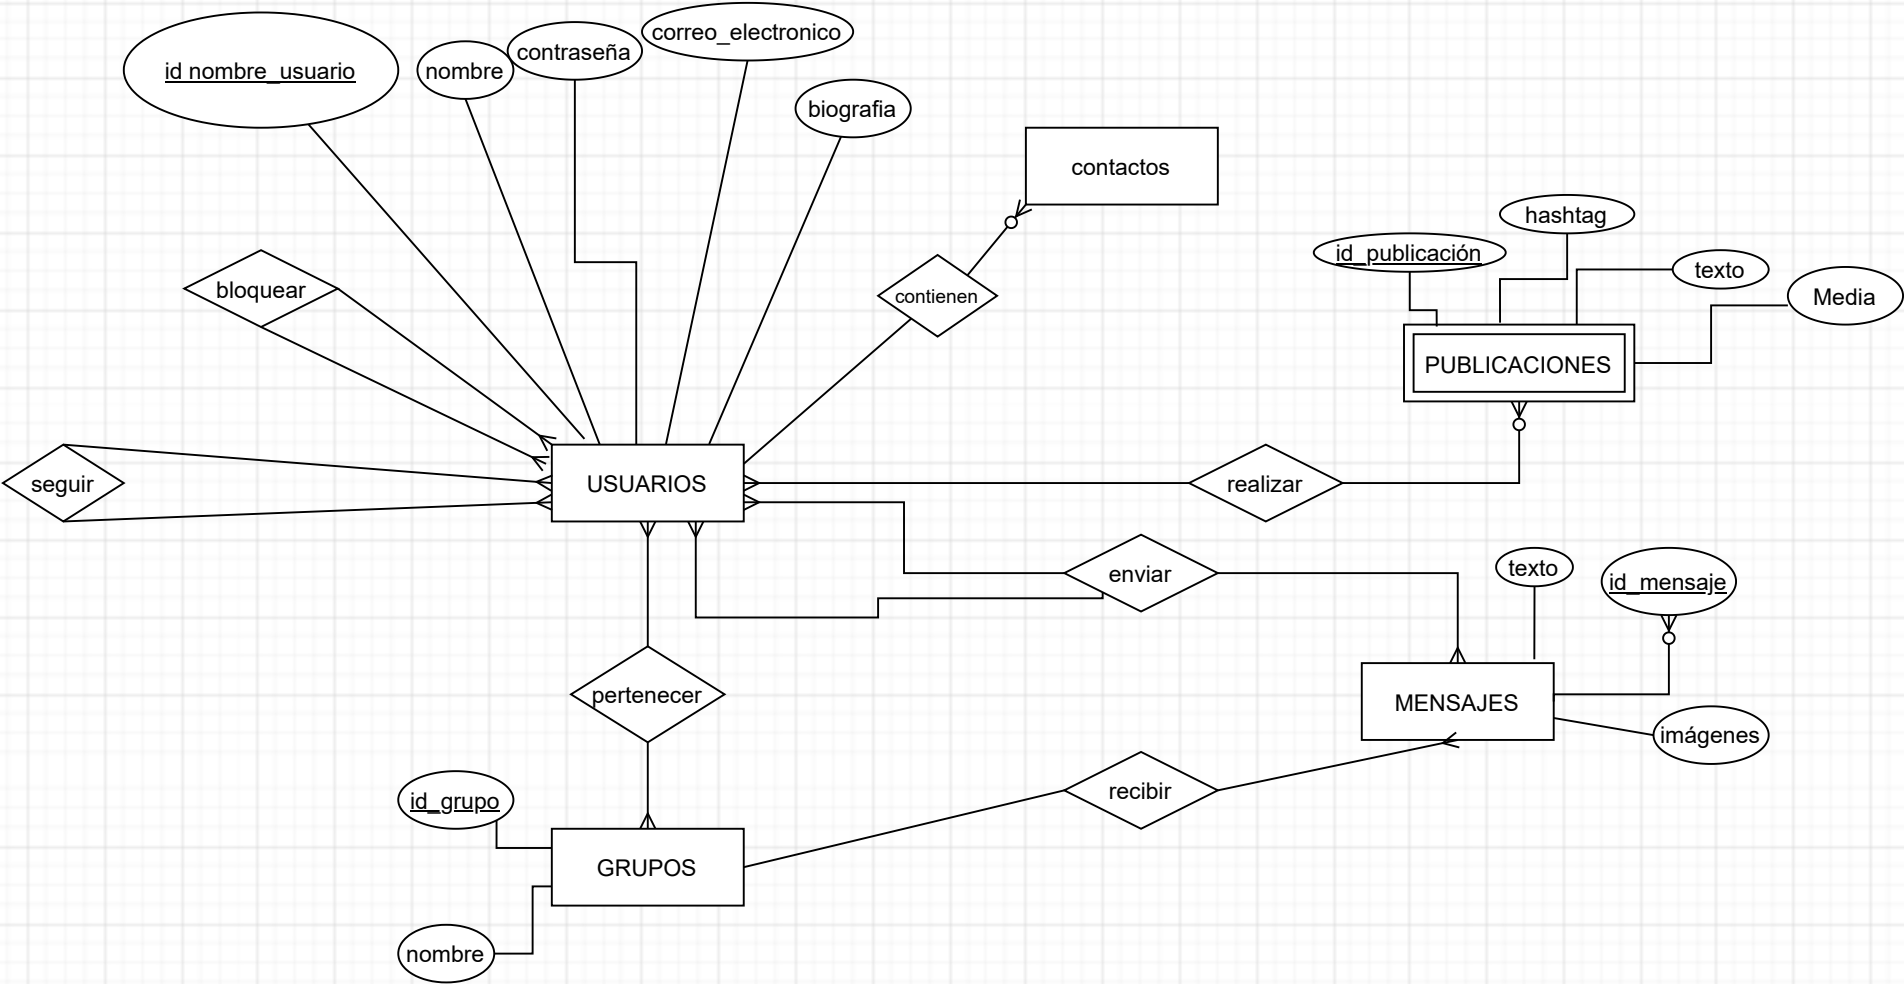 id nombre_usuario
nombre
contraseña
correo_electronico
biografia
contactos
bloquear
contienen
id_publicación
hashtag
texto
Media
PUBLICACIONES
seguir
USUARIOS
realizar
enviar
texto
id_mensaje
pertenecer
MENSAJES
imágenes
recibir
id_grupo
GRUPOS
nombre